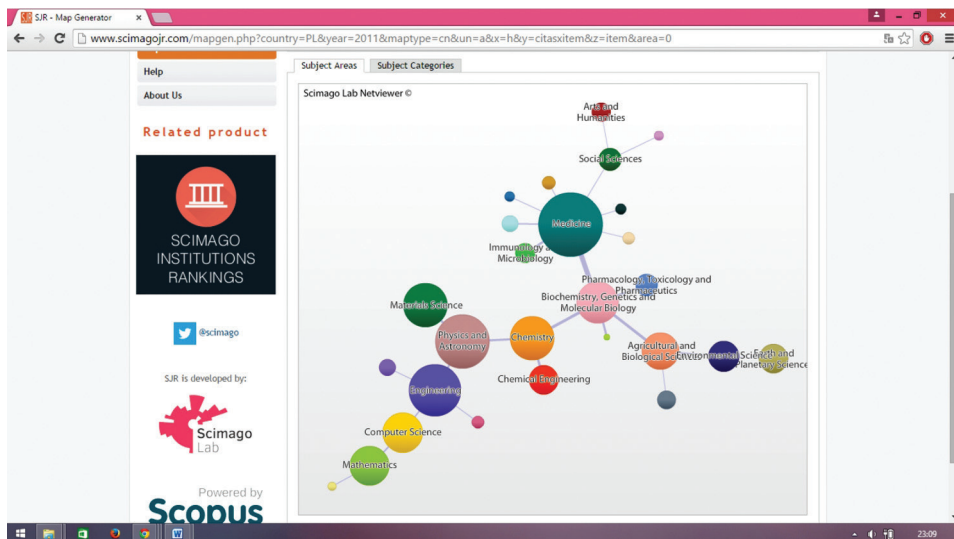 SJR - Map Generator
www.scimagojr.com/mapgen.php?country=PL&year=2011&maptype=cn&un=a&x=h&y=citasxitem&z=item&area=0
Help
About Us
Related product
SCIMAGO
INSTITUTIONS
RANKINGS
@scimago
SJR is developed by:
Scimago
Lab
Powered by
Scopus
Subject Areas
Subject Categories
Scimago Lab Netviewer ©
Arts and
Humanities
Social Sciences
Medicine
Immunology a
Microbiology
Pharmacology, Toxicology and
Pharmaceutics
Biochemistry, Genetics and
Molecular Biology
Materials Science
Physics and
Astronomy
Chemistry
Agricultural and
Biological Scienc
Environmental Scienc
Earth and
Planetary Science
Chemical Engineering
Engineering
Computer Science
Mathematics
23:09